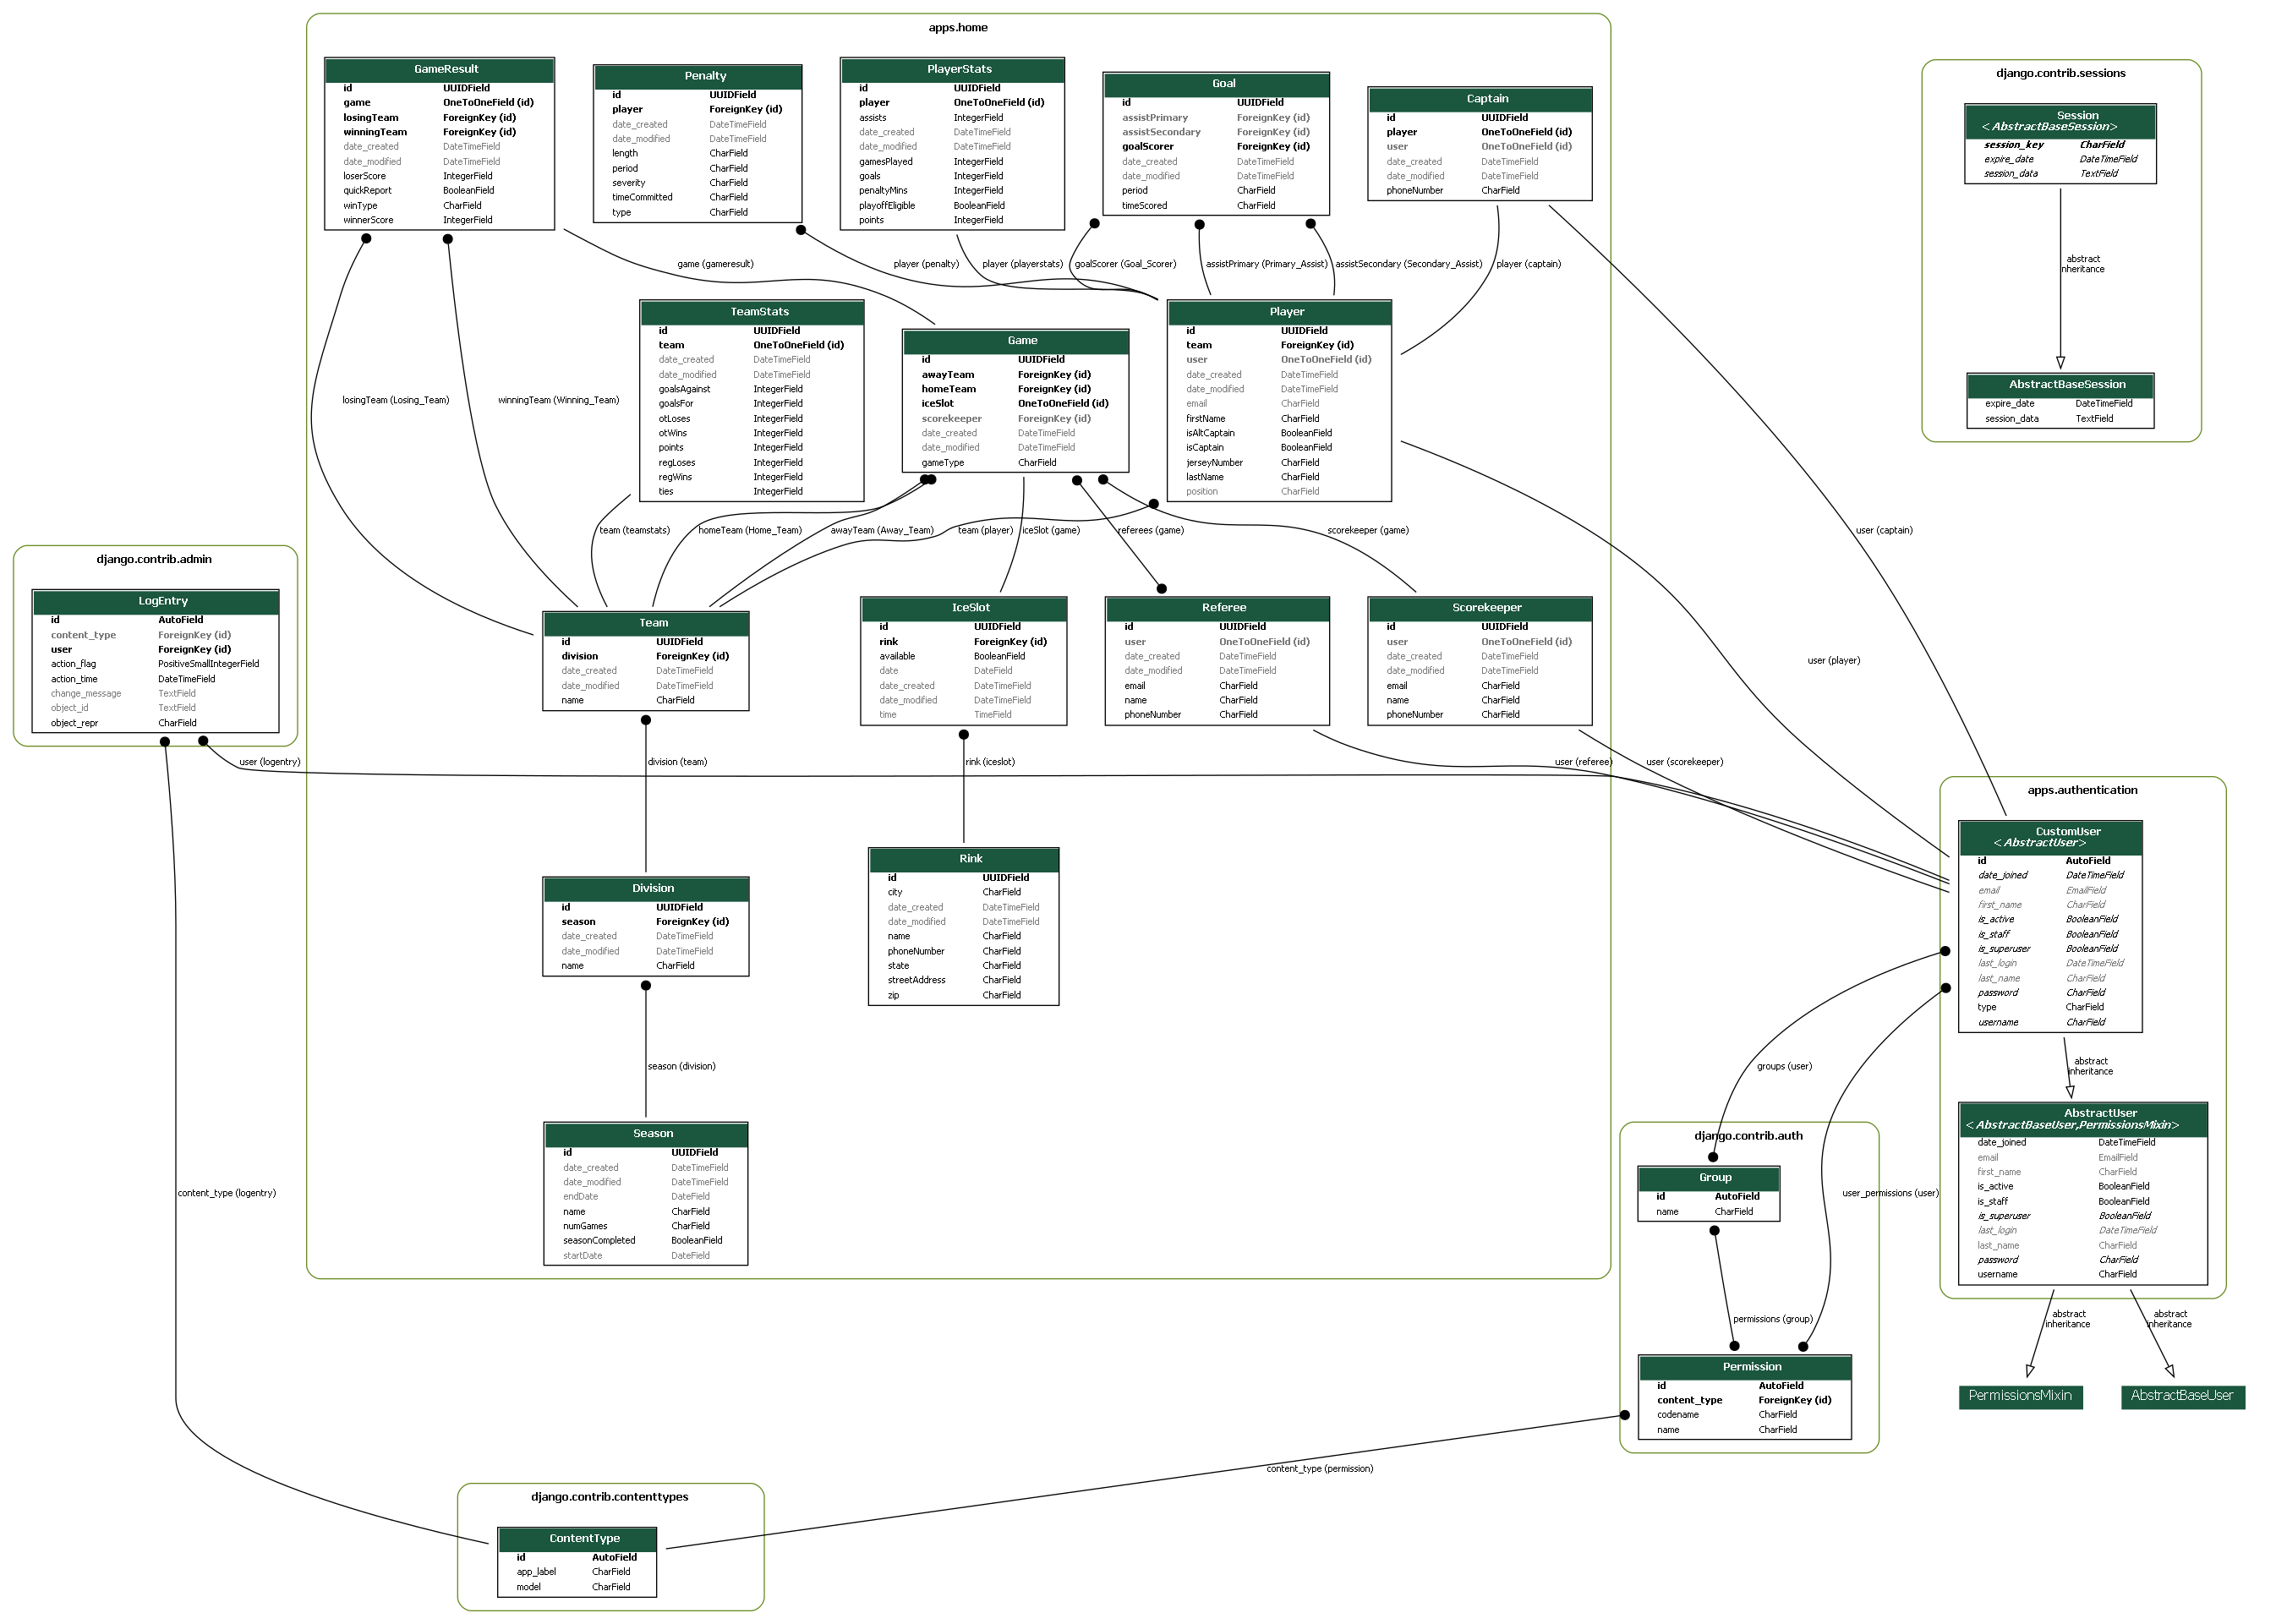 apps.home
GameResult
id UUIDField
game OneToOneField (id)
losingTeam ForeignKey (id)
winningTeam ForeignKey (id)
date_created DateTimeField
date_modified DateTimeField
loserScore IntegerField
quickReport BooleanField
winType CharField
winnerScore IntegerField
Penalty
id UUIDField
player ForeignKey (id)
date_created DateTimeField
date_modified DateTimeField
length CharField
period CharField
severity CharField
timeCommitted CharField
type CharField
PlayerStats
id UUIDField
player OneToOneField (id)
assists IntegerField
date_created DateTimeField
date_modified DateTimeField
gamesPlayed IntegerField
goals IntegerField
penaltyMins IntegerField
playoffEligible BooleanField
points IntegerField
Goal
id UUIDField
assistPrimary ForeignKey (id)
assistSecondary ForeignKey (id)
goalScorer ForeignKey (id)
date_created DateTimeField
date_modified DateTimeField
period CharField
timeScored CharField
Captain
id UUIDField
player OneToOneField (id)
user OneToOneField (id)
date_created DateTimeField
date_modified DateTimeField
phoneNumber CharField
django.contrib.sessions
Session
<AbstractBaseSession>
session_key CharField
expire_date DateTimeField
session_data TextField
abstract
inheritance
AbstractBaseSession
expire_date DateTimeField
session_data TextField
game (gameresult)
player (penalty)
player (playerstats)
goalScorer (Goal_Scorer)
assistPrimary (Primary_Assist)
assistSecondary (Secondary_Assist)
player (captain)
TeamStats
id UUIDField
team OneToOneField (id)
date_created DateTimeField
date_modified DateTimeField
goalsAgainst IntegerField
goalsFor IntegerField
otLoses IntegerField
otWins IntegerField
points IntegerField
regLoses IntegerField
regWins IntegerField
ties IntegerField
Game
id UUIDField
awayTeam ForeignKey (id)
homeTeam ForeignKey (id)
iceSlot OneToOneField (id)
scorekeeper ForeignKey (id)
date_created DateTimeField
date_modified DateTimeField
gameType CharField
Player
id UUIDField
team ForeignKey (id)
user OneToOneField (id)
date_created DateTimeField
date_modified DateTimeField
email CharField
firstName CharField
isAltCaptain BooleanField
isCaptain BooleanField
jerseyNumber CharField
lastName CharField
position CharField
losingTeam (Losing_Team)
winningTeam (Winning_Team)
team (teamstats)
homeTeam (Home_Team)
awayTeam (Away_Team)
team (player)
iceSlot (game)
referees (game)
scorekeeper (game)
user (captain)
user (player)
django.contrib.admin
LogEntry
id AutoField
content_type ForeignKey (id)
user ForeignKey (id)
action_flag PositiveSmallIntegerField
action_time DateTimeField
change_message TextField
object_id TextField
object_repr CharField
Team
id UUIDField
division ForeignKey (id)
date_created DateTimeField
date_modified DateTimeField
name CharField
IceSlot
id UUIDField
rink ForeignKey (id)
available BooleanField
date DateField
date_created DateTimeField
date_modified DateTimeField
time TimeField
Referee
id UUIDField
user OneToOneField (id)
date_created DateTimeField
date_modified DateTimeField
email CharField
name CharField
phoneNumber CharField
Scorekeeper
id UUIDField
user OneToOneField (id)
date_created DateTimeField
date_modified DateTimeField
email CharField
name CharField
phoneNumber CharField
user (logentry)
division (team)
rink (iceslot)
user (referee)
user (scorekeeper)
apps.authentication
CustomUser
<AbstractUser>
id AutoField
date_joined DateTimeField
email EmailField
first_name CharField
is_active BooleanField
is_staff BooleanField
is_superuser BooleanField
last_login DateTimeField
last_name CharField
password CharField
type CharField
username CharField
Division
id UUIDField
season ForeignKey (id)
date_created DateTimeField
date_modified DateTimeField
name CharField
Rink
id UUIDField
city CharField
date_created DateTimeField
date_modified DateTimeField
name CharField
phoneNumber CharField
state CharField
streetAddress CharField
zip CharField
season (division)
groups (user)
abstract
inheritance
Season
id UUIDField
date_created DateTimeField
date_modified DateTimeField
endDate DateField
name CharField
numGames CharField
seasonCompleted BooleanField
startDate DateField
content_type (logentry)
django.contrib.auth
Group
id AutoField
name CharField
user_permissions (user)
AbstractUser
<AbstractBaseUser,PermissionsMixin>
date_joined DateTimeField
email EmailField
first_name CharField
is_active BooleanField
is_staff BooleanField
is_superuser BooleanField
last_login DateTimeField
last_name CharField
password CharField
username CharField
permissions (group)
abstract
inheritance
abstract
inheritance
Permission
id AutoField
content_type ForeignKey (id)
codename CharField
name CharField
PermissionsMixin
AbstractBaseUser
content_type (permission)
django.contrib.contenttypes
ContentType
id AutoField
app_label CharField
model CharField